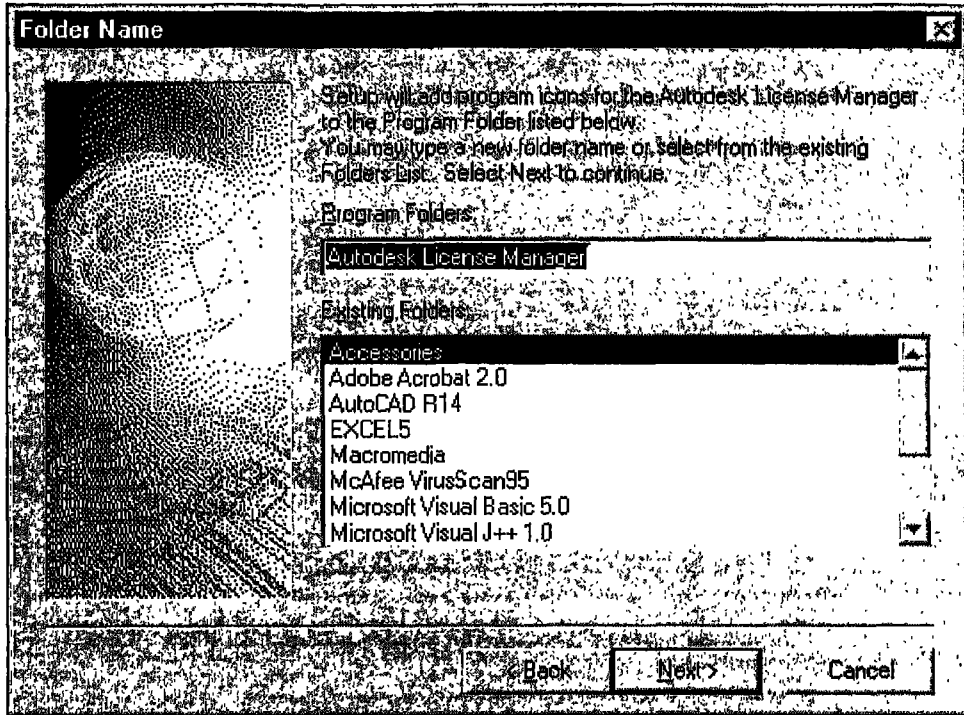 Folder Name
Setup will add program icons for the Autodesk License Manager
to the Program Folder listed below.
You may type a new folder name or select from the existing
Folders List. Select Next to continue.
Program Folders:
Autodesk License Manager
Existing Folders:
Accessories
Adobe Acrobat 2.0
AutoCAD R14
EXCEL5
Macromedia
McAfee VirusScan95
Microsoft Visual Basic 5.0
Microsoft Visual J++ 1.0
< Back
Next >
Cancel